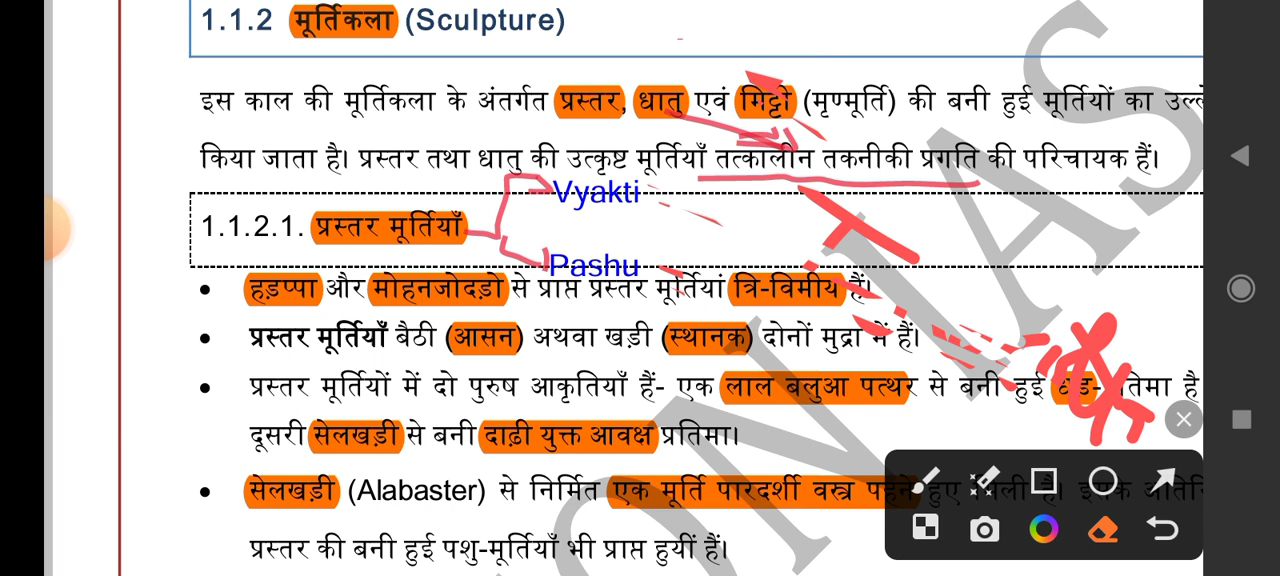 1.1.2 मूर्तिकला (Sculpture)
इस काल की मूर्तिकला के अंतर्गत प्रस्तर, धातु एवं मिट्टी (मृण्मूर्ति) की बनी हुई मूर्तियों का
किया जाता है। प्रस्तर तथा धातु की उत्कृष्ट मूर्तियाँ तत्कालीन तकनीकी प्रगति की परिचायक हैं।
Vyakti
1.1.2.1. प्रस्तर मूर्तियाँ
Pashu
• हड़प्पा और मोहनजोदड़ो से प्राप्त प्रस्तर मूर्तियां त्रि-विमीय हैं।
• प्रस्तर मूर्तियाँ बैठी (आसन) अथवा खड़ी (स्थानक) दोनों मुद्रा में हैं।
• प्रस्तर मूर्तियों में दो पुरुष आकृतियाँ हैं- एक लाल बलुआ पत्थर से बनी हुई है
दूसरी सेलखड़ी से बनी दाढ़ी युक्त आवक्ष प्रतिमा।
• सेलखड़ी (Alabaster) से निर्मित एक मूर्ति पारदर्शी वस्त्र पहने हुए
प्रस्तर की बनी हुई पशु-मूर्तियाँ भी प्राप्त हुयीं हैं।
ON IAS